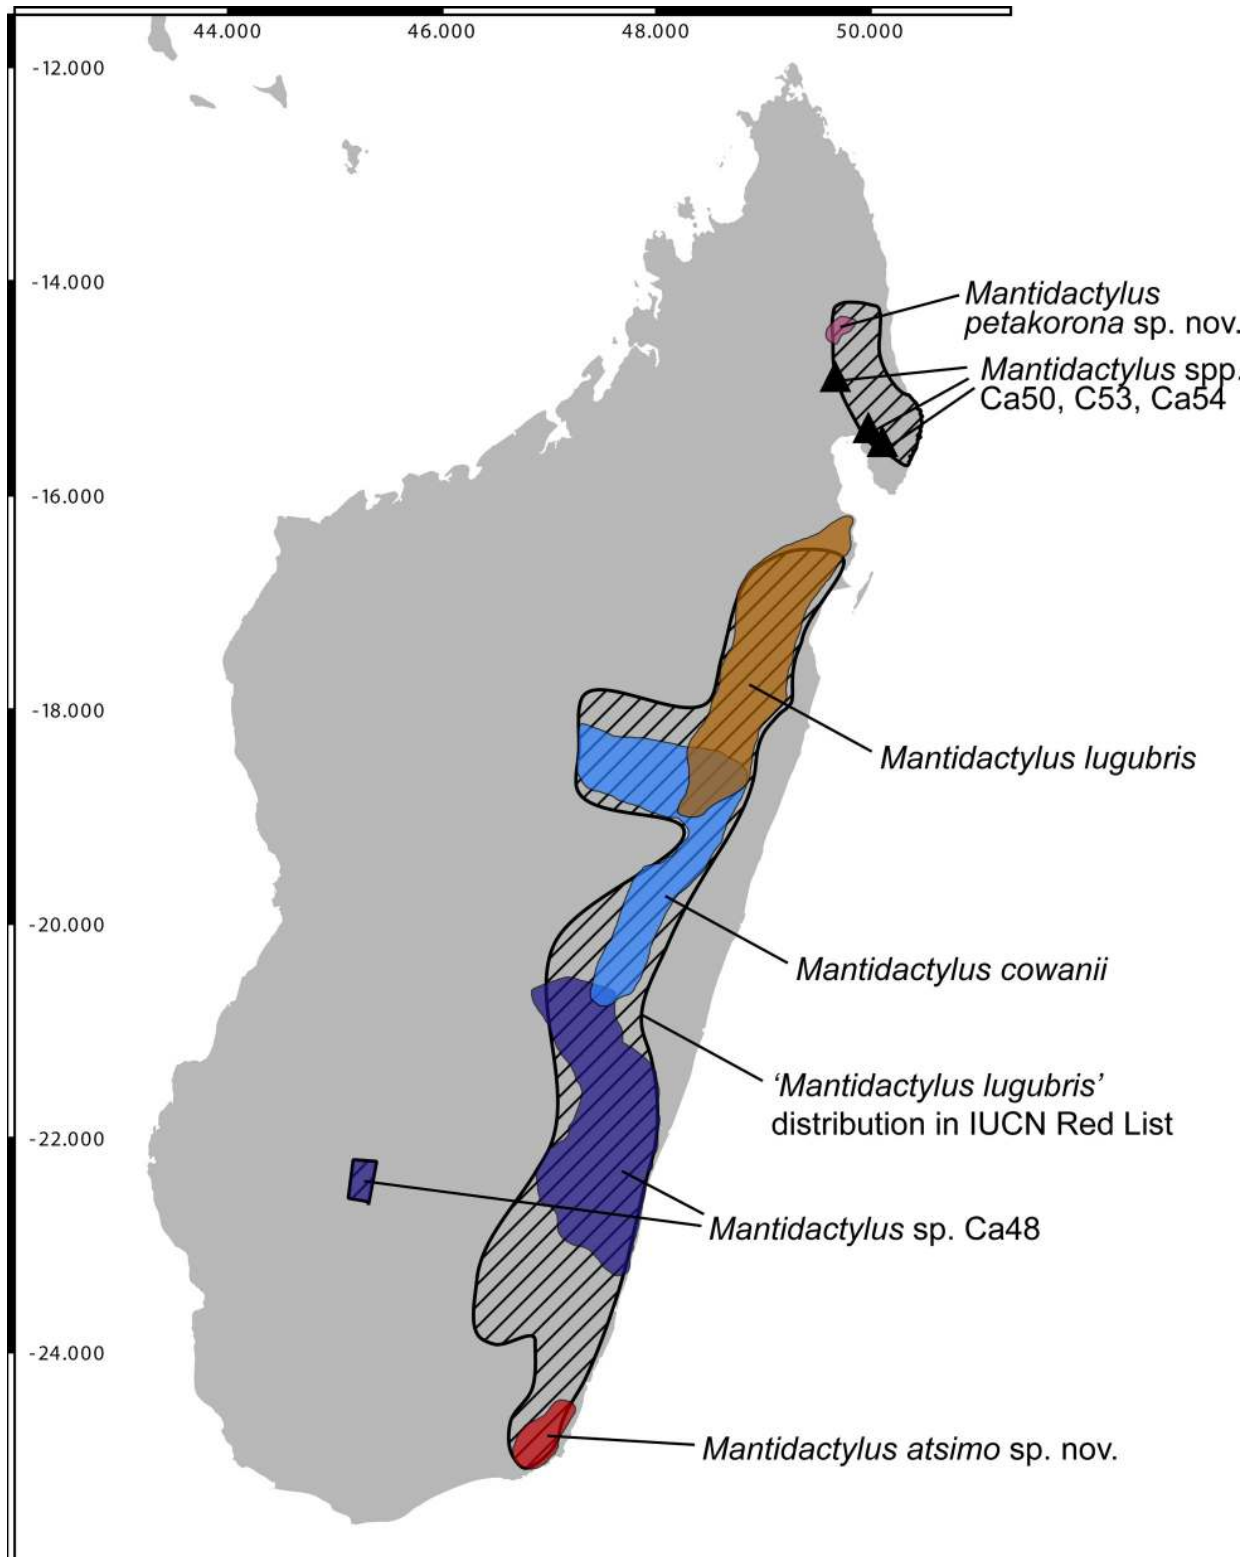 44.000 46.000 48.000 50.000
-12.000
-14.000
Mantidactylus
petakorona sp. nov.
Mantidactylus spp.
Ca50, C53, Ca54
-16.000
-18.000
Mantidactylus lugubris
-20.000
Mantidactylus cowanii
'Mantidactylus lugubris'
distribution in IUCN Red List
-22.000
Mantidactylus sp. Ca48
-24.000
Mantidactylus atsimo sp. nov.